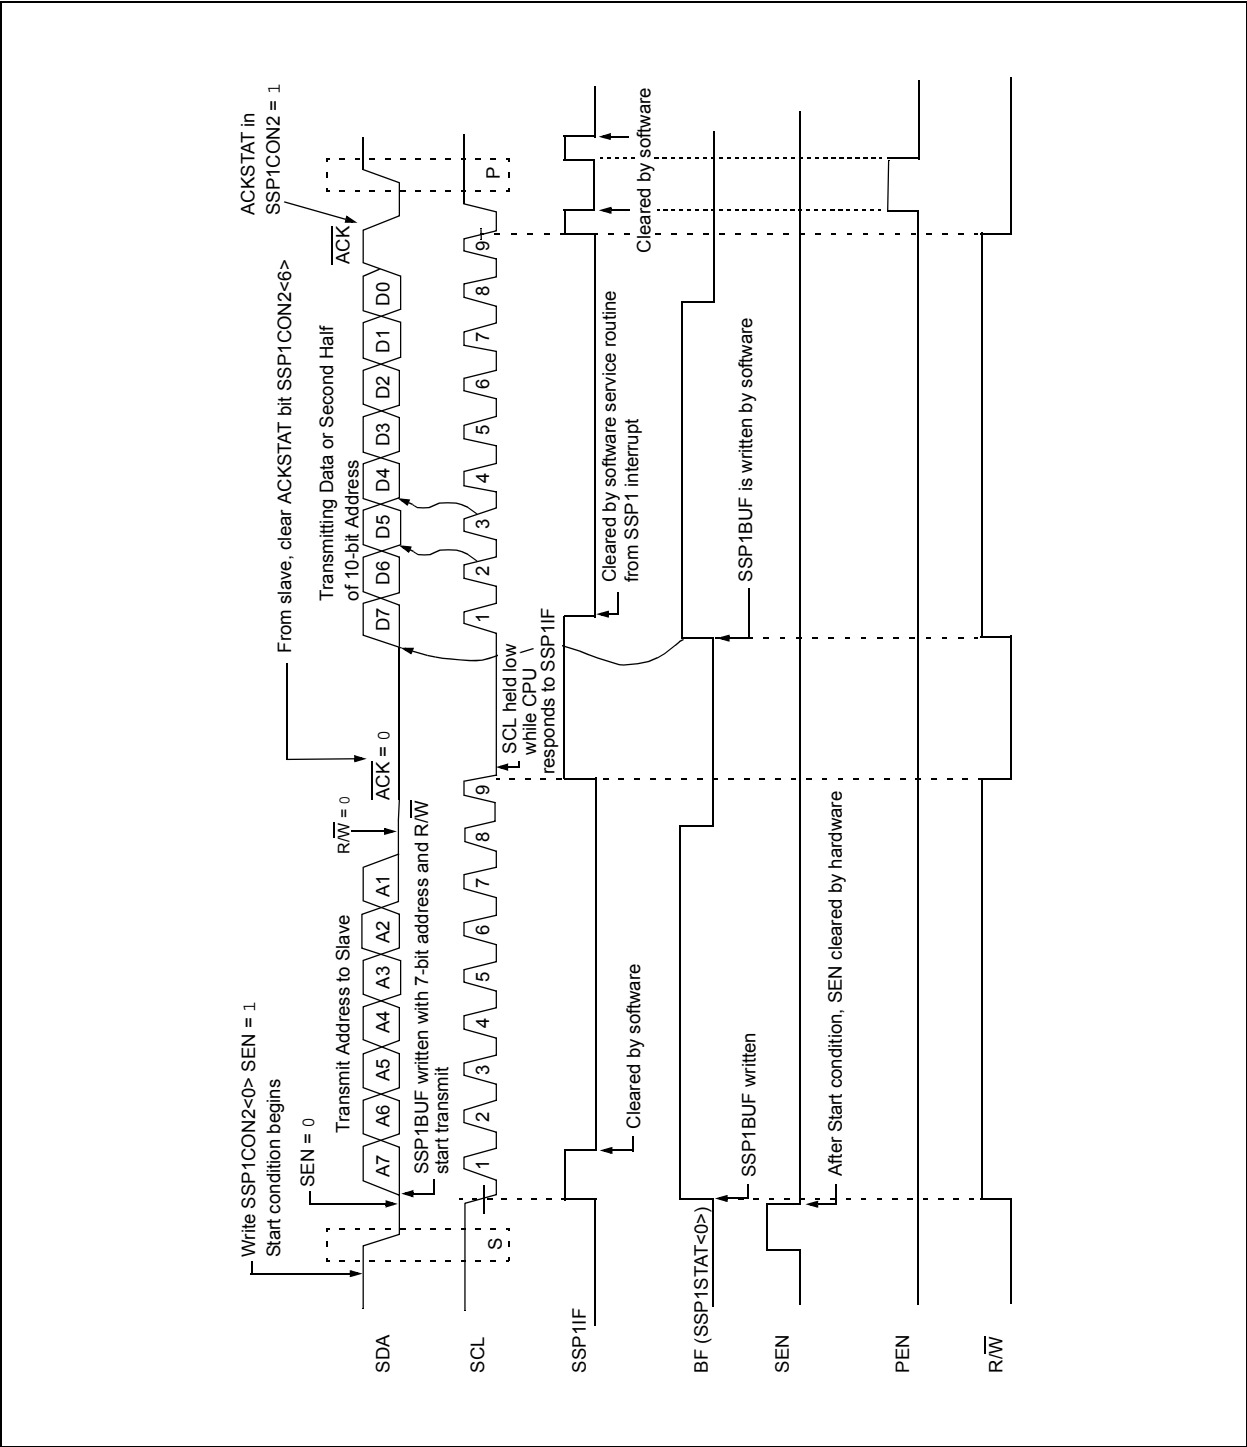 Write SSP1CON2<0> SEN = 1
Start condition begins
SEN = 0
From slave, clear ACKSTAT bit SSP1CON2<6>
ACKSTAT in
SSP1CON2 = 1
Transmit Address to Slave
R/W = 0
ACK = 0
Transmitting Data or Second Half
of 10-bit Address
ACK
SDA
A7 A6 A5 A4 A3 A2 A1
D7 D6 D5 D4 D3 D2 D1 D0
SSP1BUF written with 7-bit address and R/W
start transmit
SCL
S
1 2 3 4 5 6 7 8 9
1 2 3 4 5 6 7 8 9
P
SCL held low
while CPU
responds to SSP1IF
SSP1IF
Cleared by software
Cleared by software service routine
from SSP1 interrupt
Cleared by software
Cleared by software
BF (SSP1STAT<0>)
SSP1BUF written
SSP1BUF is written by software
SEN
After Start condition, SEN cleared by hardware
PEN
R/W